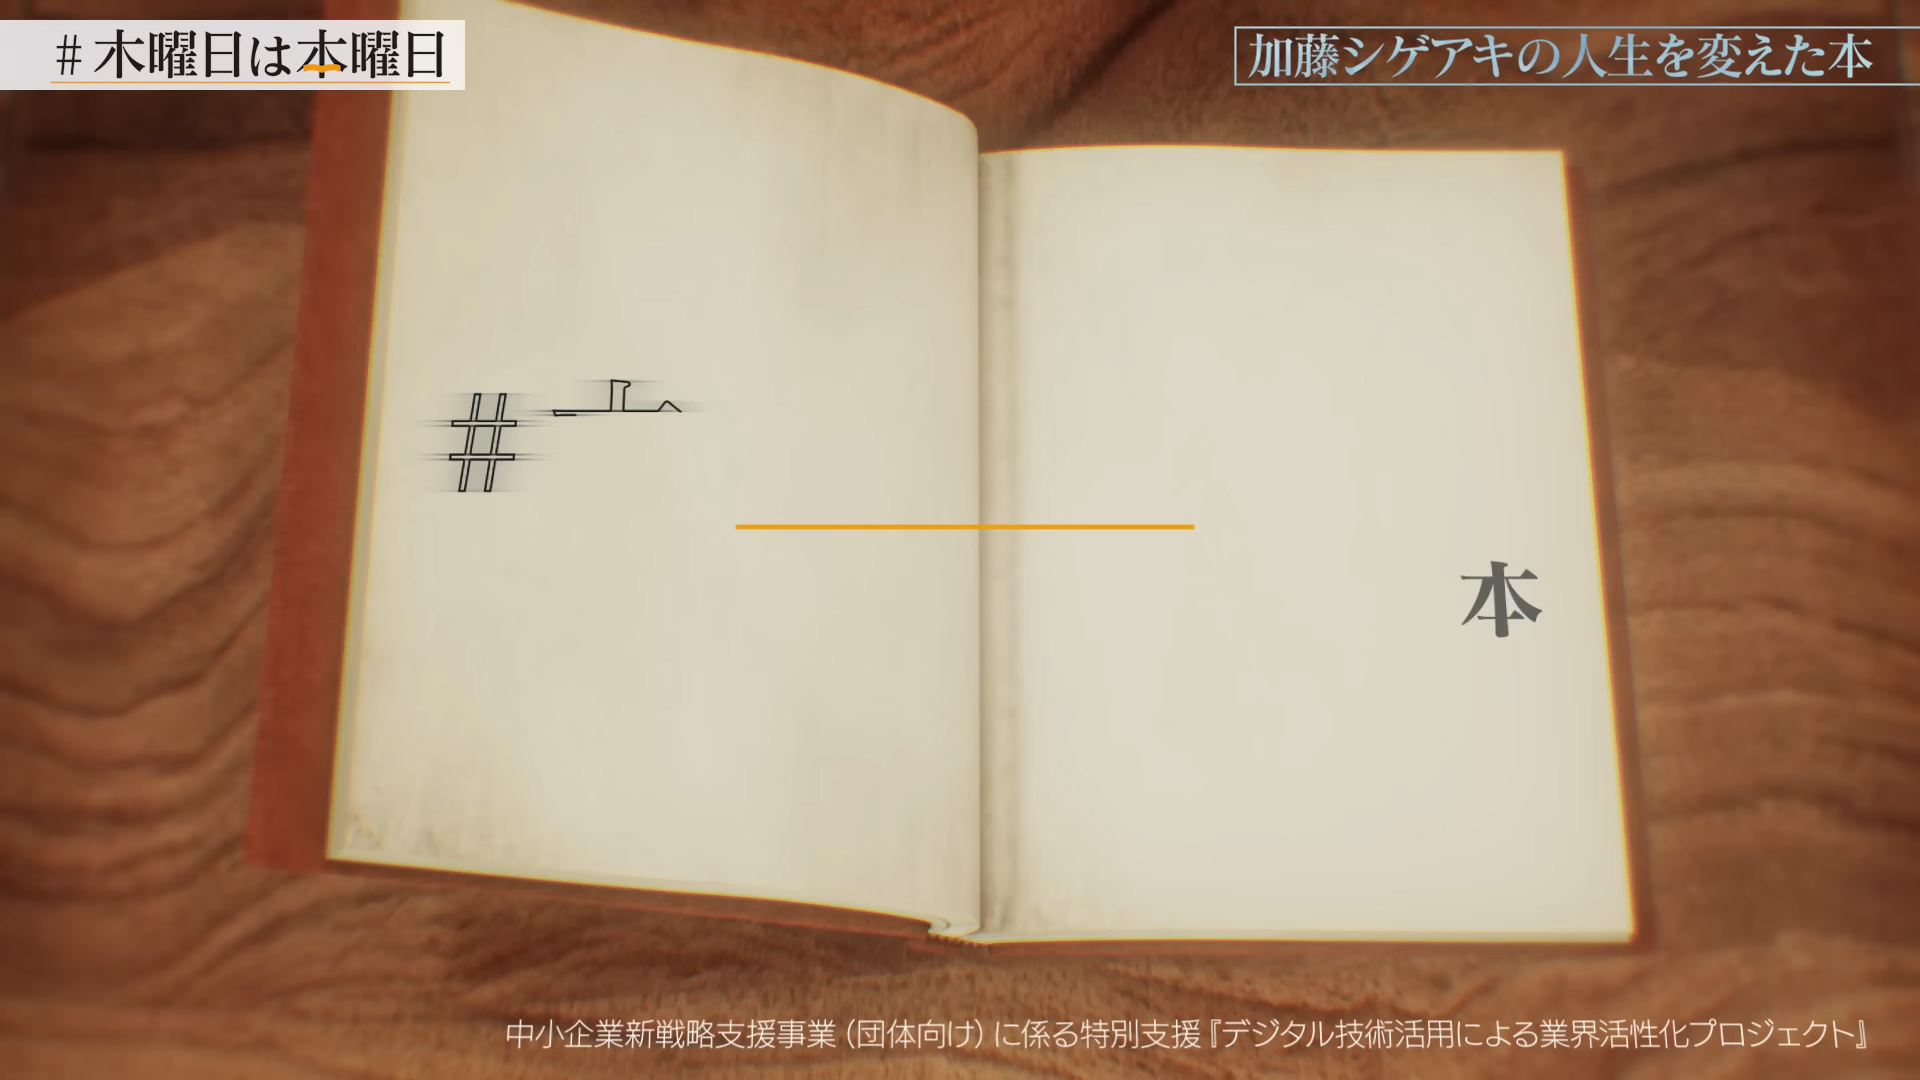 #木曜日は本曜日
加藤シゲアキの人生を変えた本
#
本
中小企業新戦略支援事業（団体向け）に係る特別支援『デジタル技術活用による業界活性化プロジェクト』